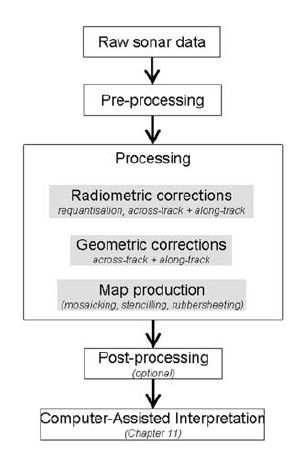 Raw sonar data
Pre-processing
Processing
Radiometric corrections
requantisation, across-track + along-track
Geometric corrections
across-track + along-track
Map production
(mosaicking, stencilling, rubbersheeting)
Post-processing
(optional)
Computer-Assisted Interpretation
(Chapter 11)